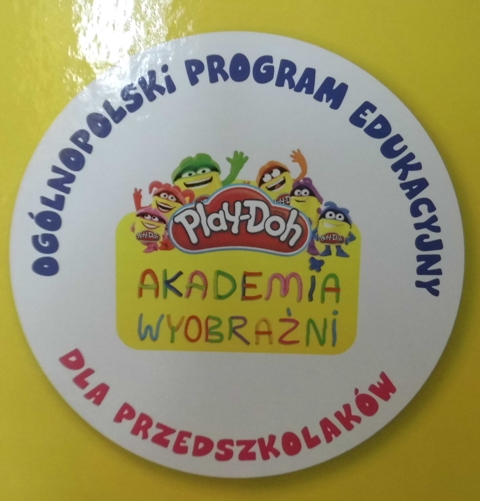 OGÓLNOPOLSKI PROGRAM EDUKACYJNY
PLAY-DOH
AKADEMIA
WYOBRAŹNI
DLA PRZEDSZKOLAKÓW